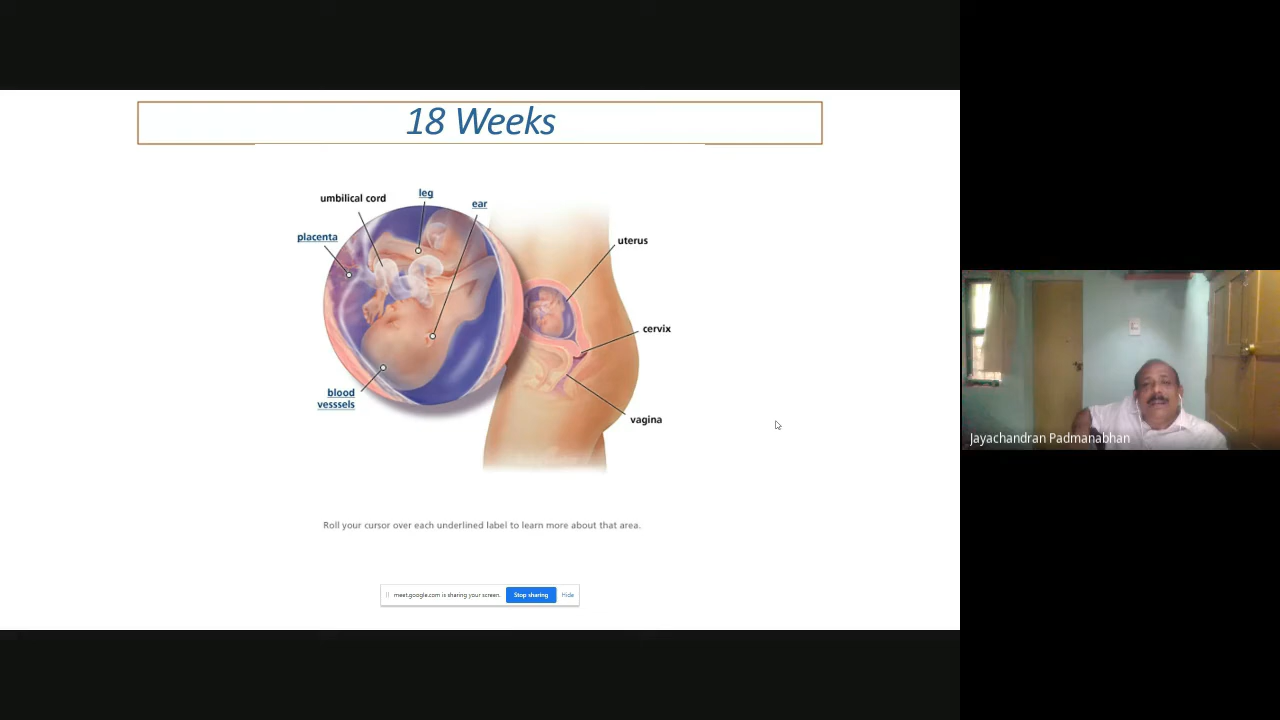 18 Weeks
umbilical cord
leg
ear
placenta
uterus
cervix
blood
vesssels
vagina
Jayachandran Padmanabhan
Roll your cursor over each underlined label to learn more about that area.
meet.google.com is sharing your screen.
Stop sharing
Hide